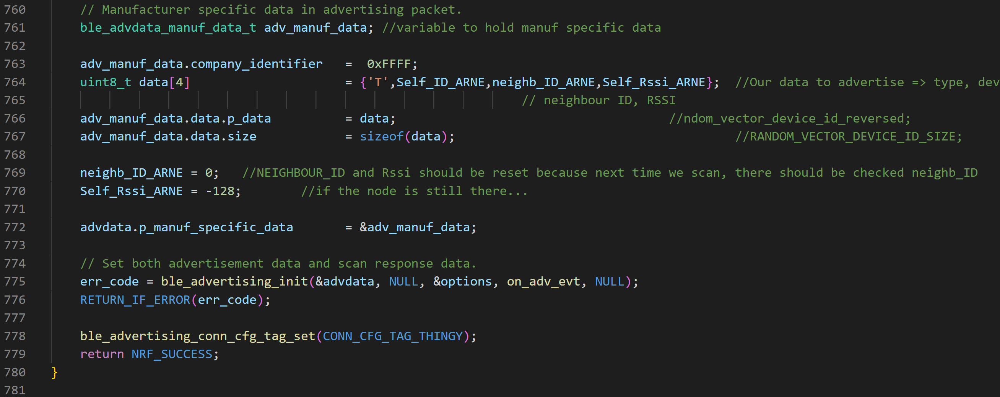 760 // Manufacturer specific data in advertising packet.
761 ble_advdata_manuf_data_t adv_manuf_data; //variable to hold manuf specific data
762
763 adv_manuf_data.company_identifier = 0xFFFF;
764 uint8_t data[4] = {'T',Self_ID_ARNE,neighb_ID_ARNE,Self_Rssi_ARNE}; //Our data to advertise => type, dev
765 // neighbour ID, RSSI
766 adv_manuf_data.data.p_data = data; //ndom_vector_device_id_reversed;
767 adv_manuf_data.data.size = sizeof(data); //RANDOM_VECTOR_DEVICE_ID_SIZE;
768
769 neighb_ID_ARNE = 0; //NEIGHBOUR_ID and Rssi should be reset because next time we scan, there should be checked neighb_ID
770 Self_Rssi_ARNE = -128; //if the node is still there...
771
772 advdata.p_manuf_specific_data = &adv_manuf_data;
773
774 // Set both advertisement data and scan response data.
775 err_code = ble_advertising_init(&advdata, NULL, &options, on_adv_evt, NULL);
776 RETURN_IF_ERROR(err_code);
777
778 ble_advertising_conn_cfg_tag_set(CONN_CFG_TAG_THINGY);
779 return NRF_SUCCESS;
780 }
781